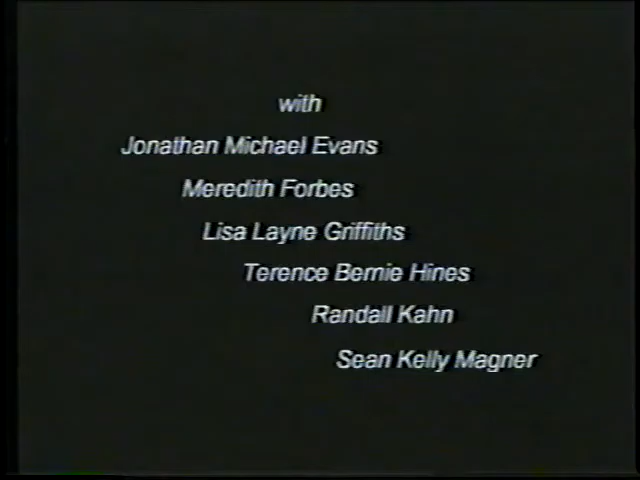 with
Jonathan Michael Evans
Meredith Forbes
Lisa Layne Griffiths
Terence Bernie Hines
Randall Kahn
Sean Kelly Magner